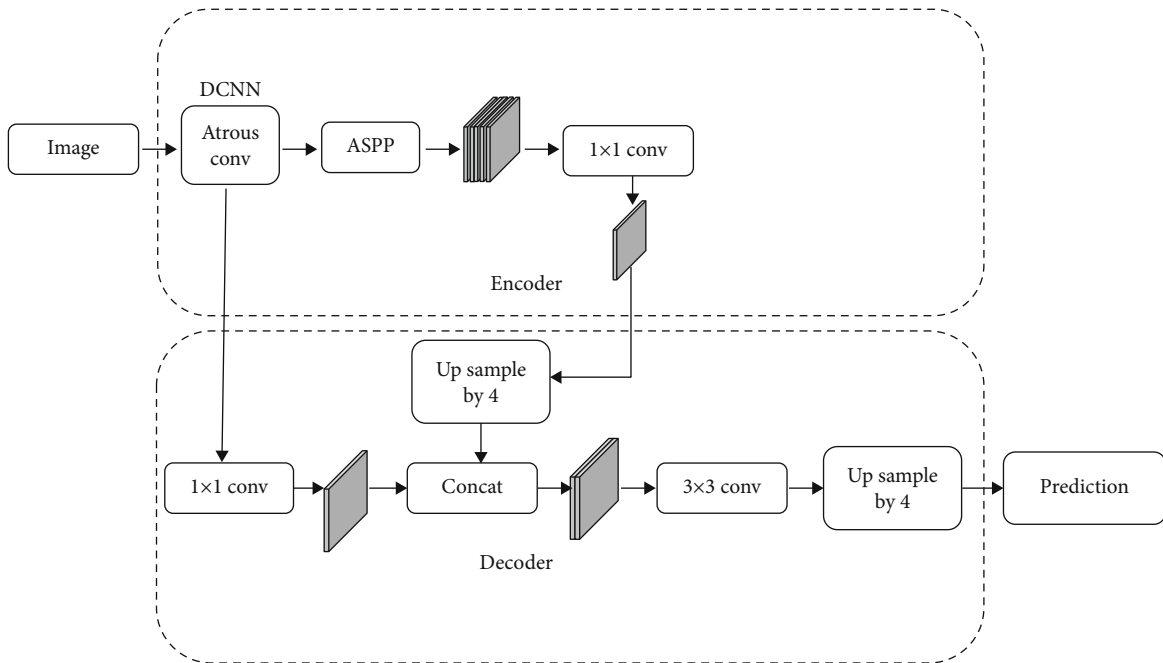 DCNN
Image
Atrous
conv
ASPP
1×1 conv
Encoder
Up sample
by 4
1×1 conv
Concat
3×3 conv
Up sample
by 4
Prediction
Decoder